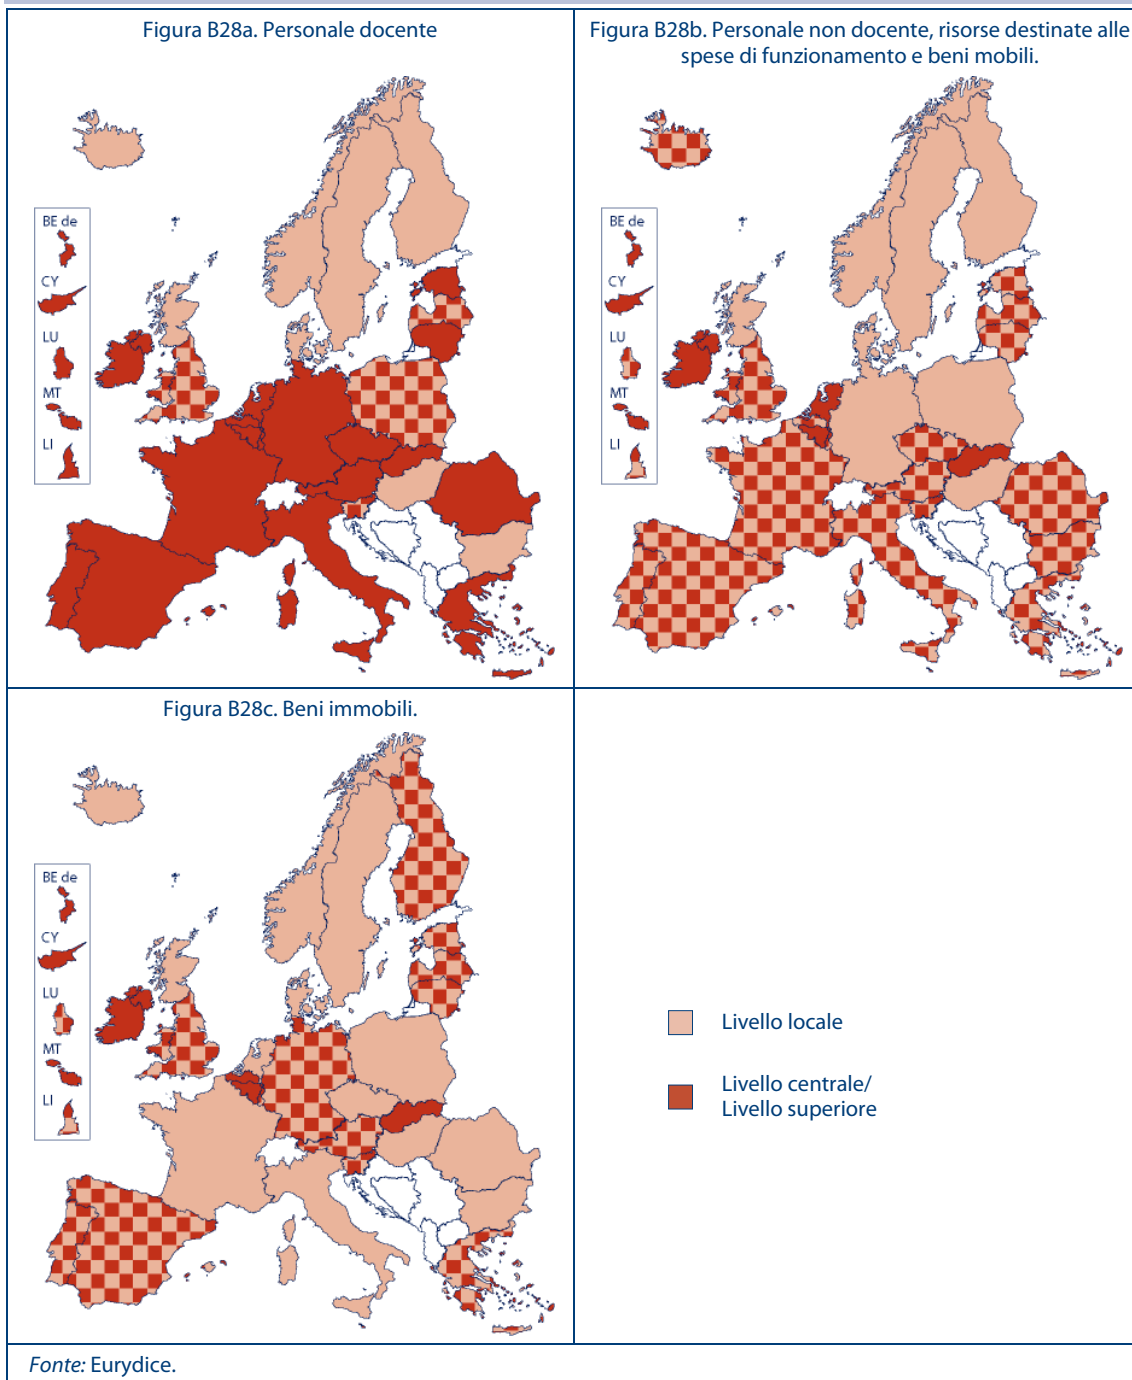 Figura B28a. Personale docente
BE de
CY
LU
MT
LI
Figura B28b. Personale non docente, risorse destinate alle
spese di funzionamento e beni mobili.
BE de
CY
LU
MT
LI
Figura B28c. Beni immobili.
BE de
CY
LU
MT
LI
Livello locale
Livello centrale/
Livello superiore
Fonte: Eurydice.